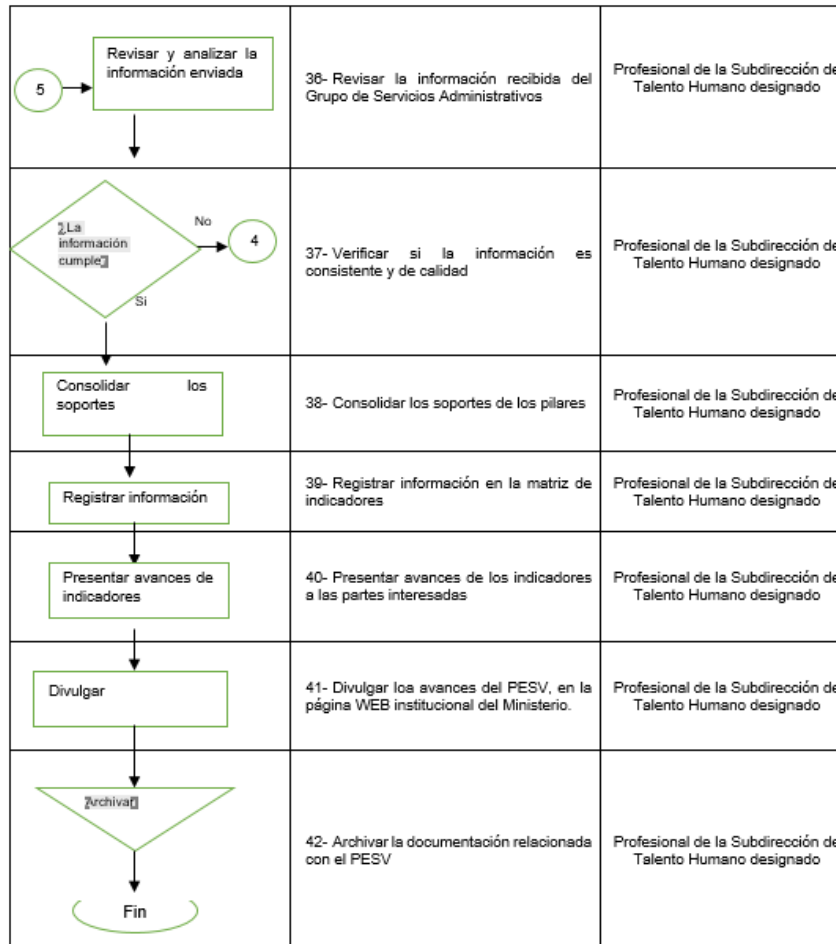 Revisar y analizar la
información enviada
5
36- Revisar la información recibida del
Grupo de Servicios Administrativos
Profesional de la Subdirección de
Talento Humano designado
¿La
información
cumple?
No
4
Si
37- Verificar si la información es
consistente y de calidad
Profesional de la Subdirección de
Talento Humano designado
Consolidar los
soportes
38- Consolidar los soportes de los pilares
Profesional de la Subdirección de
Talento Humano designado
Registrar información
39- Registrar información en la matriz de
indicadores
Profesional de la Subdirección de
Talento Humano designado
Presentar avances de
indicadores
40- Presentar avances de los indicadores
a las partes interesadas
Profesional de la Subdirección de
Talento Humano designado
Divulgar
41- Divulgar loa avances del PESV, en la
página WEB institucional del Ministerio.
Profesional de la Subdirección de
Talento Humano designado
Archivar
42- Archivar la documentación relacionada
con el PESV
Profesional de la Subdirección de
Talento Humano designado
Fin